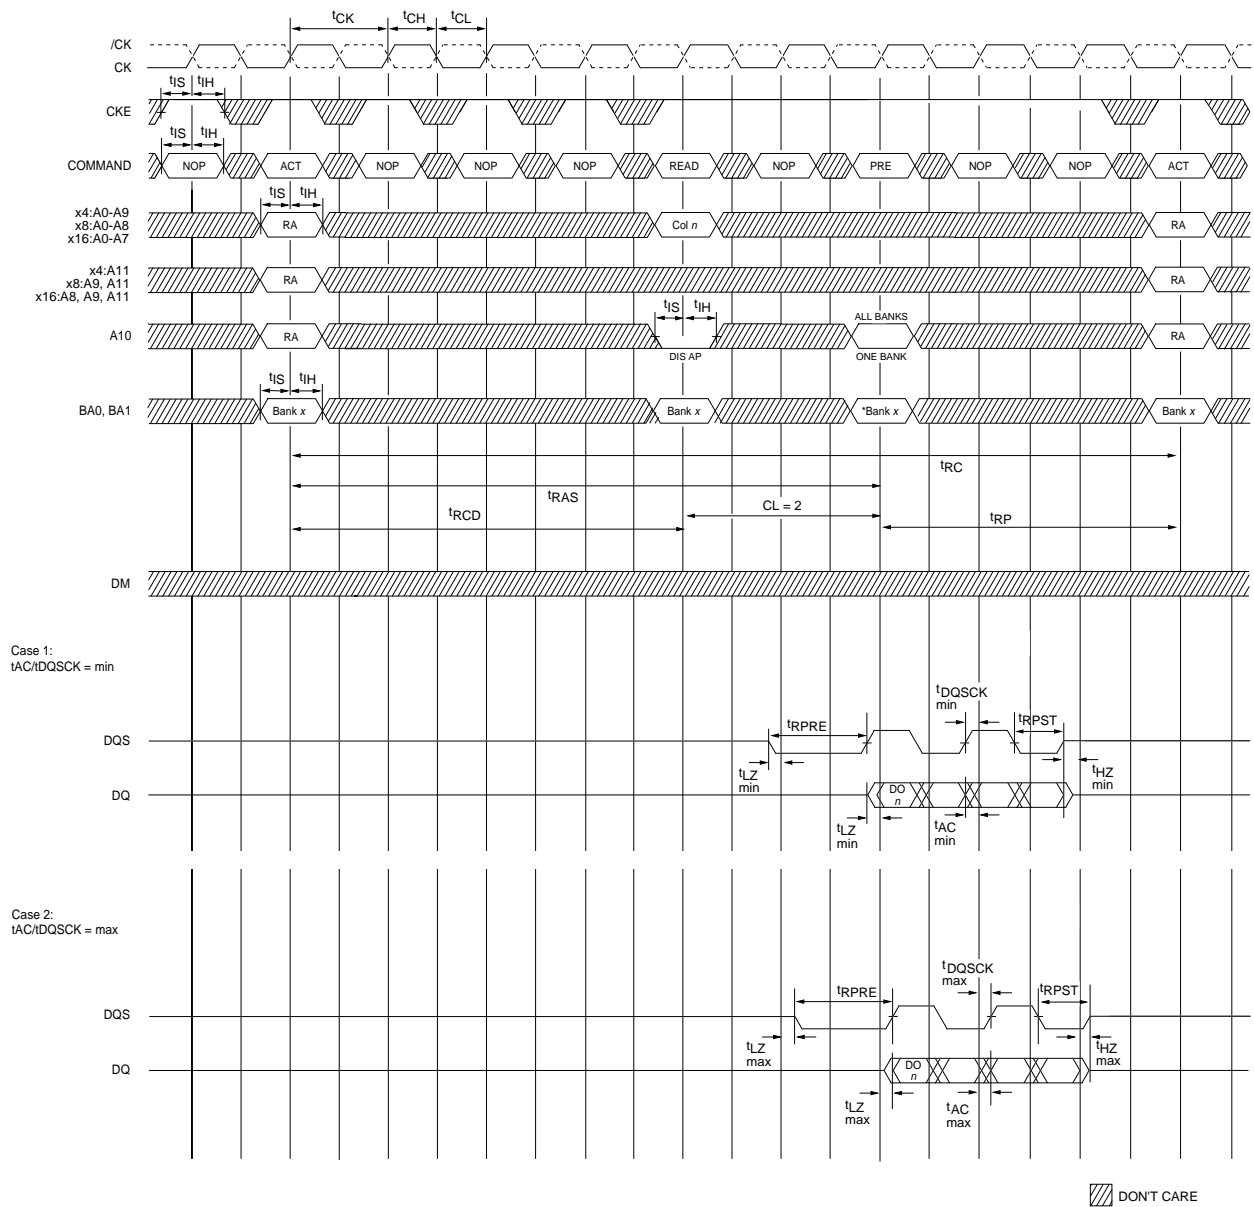 tCK tCH tCL
/CK
CK
tIS tIH
CKE
tIS tIH
COMMAND NOP ACT NOP NOP NOP READ NOP PRE NOP NOP ACT
tIS tIH
x4:A0-A9
x8:A0-A8
x16:A0-A7
RA Col n RA
x4:A11
x8:A9, A11
x16:A8, A9, A11
RA RA
tIS tIH
ALL BANKS
A10 RA RA
DIS AP ONE BANK
tIS tIH
BA0, BA1 Bank x Bank x *Bank x Bank x
tRC
tRAS
CL = 2
tRCD tRP
DM
Case 1:
tAC/tDQSCK = min
tDQSCK
min
tRPRE tRPST
DQS
tLZ
min
tHZ
min
DQ DO
n
tLZ
min
tAC
min
Case 2:
tAC/tDQSCK = max
tDQSCK
max
tRPRE tRPST
DQS
tLZ
max
tHZ
max
DQ DO
n
tLZ
max
tAC
max
DON'T CARE